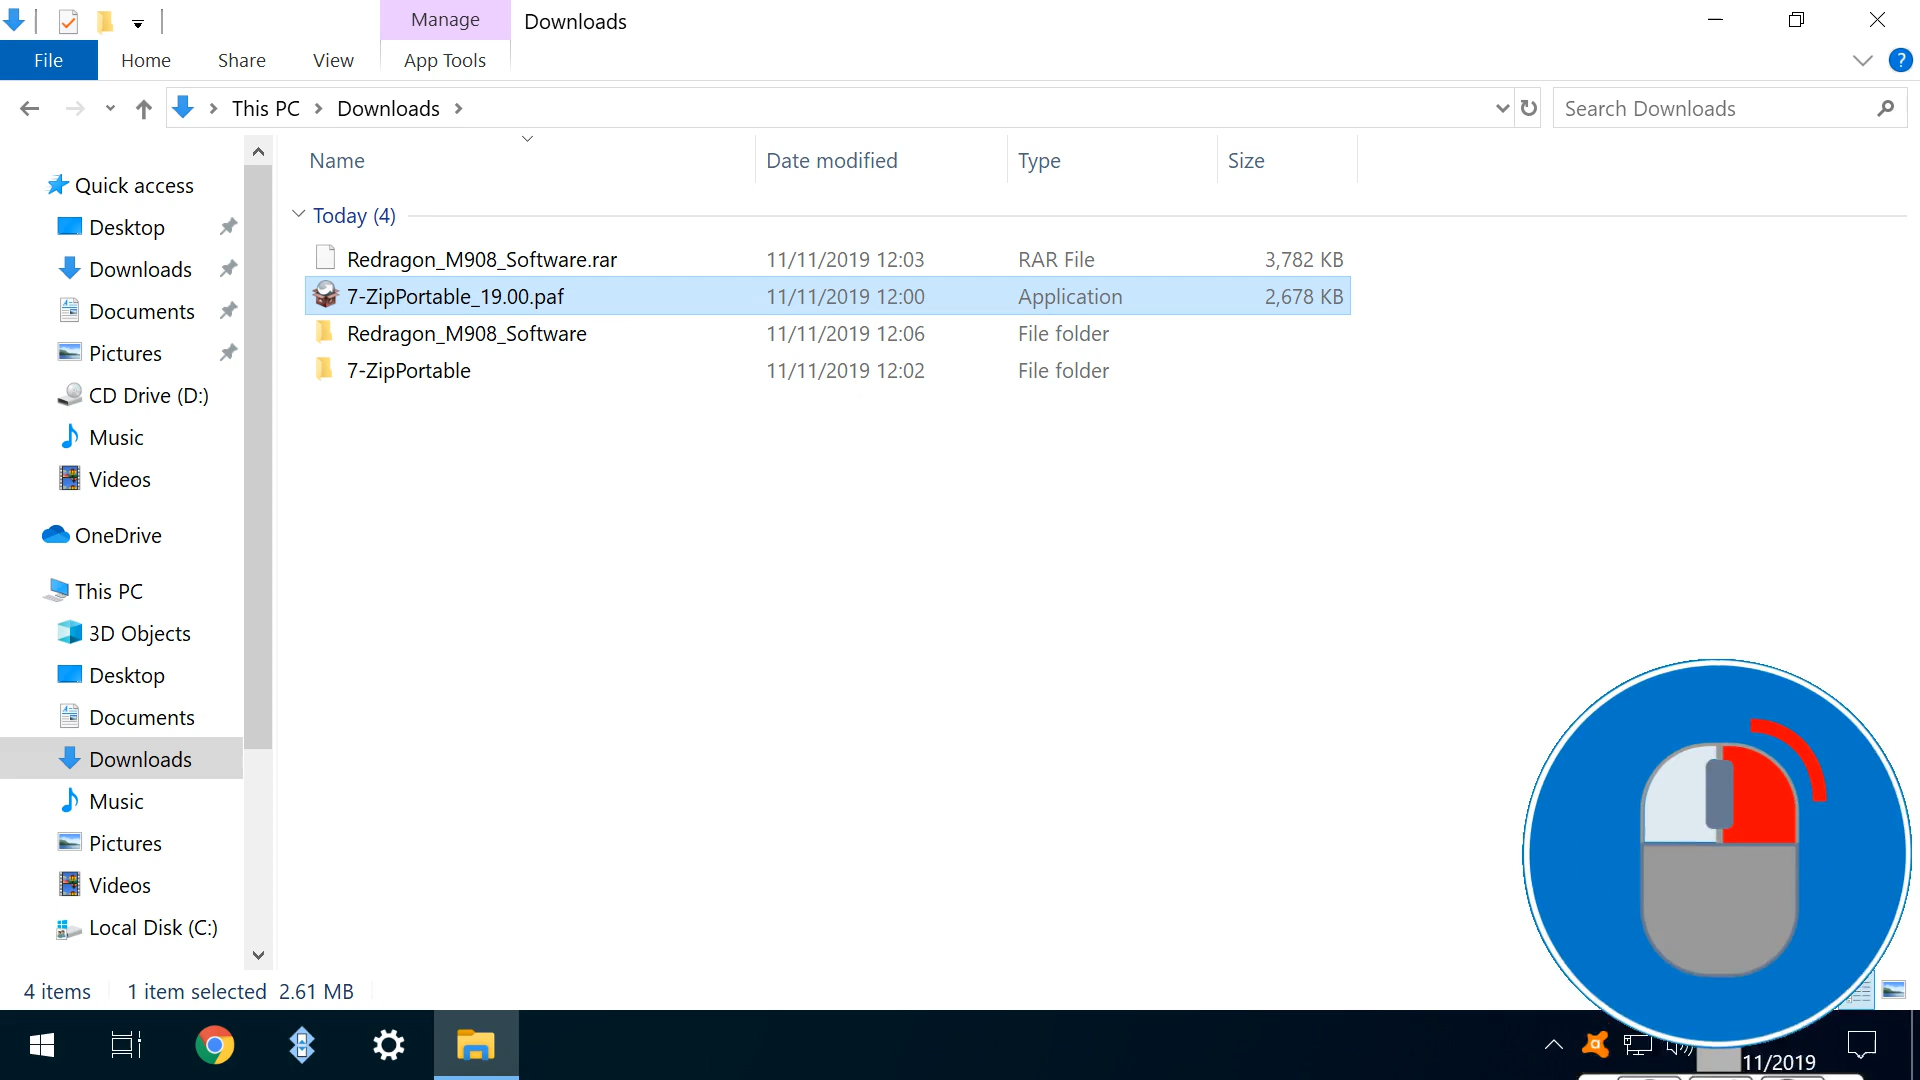 Manage
Downloads
File
Home
Share
View
App Tools
?
This PC
Downloads
Search Downloads
Name
Date modified
Type
Size
Today (4)
Redragon_M908_Software.rar 11/11/2019 12:03 RAR File 3,782 KB
7-ZipPortable_19.00.paf 11/11/2019 12:00 Application 2,678 KB
Redragon_M908_Software 11/11/2019 12:06 File folder
7-ZipPortable 11/11/2019 12:02 File folder
Quick access
Desktop
Downloads
Documents
Pictures
CD Drive (D:)
Music
Videos
OneDrive
This PC
3D Objects
Desktop
Documents
Downloads
Music
Pictures
Videos
Local Disk (C:)
4 items
1 item selected 2.61 MB
11/2019